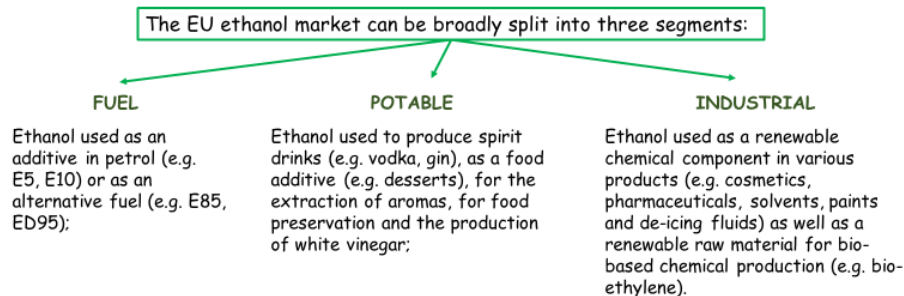 The EU ethanol market can be broadly split into three segments:
FUEL
Ethanol used as an
additive in petrol (e.g.
E5, E10) or as an
alternative fuel (e.g. E85,
ED95);
POTABLE
Ethanol used to produce spirit
drinks (e.g. vodka, gin), as a food
additive (e.g. desserts), for the
extraction of aromas, for food
preservation and the production
of white vinegar;
INDUSTRIAL
Ethanol used as a renewable
chemical component in various
products (e.g. cosmetics,
pharmaceuticals, solvents, paints
and de-icing fluids) as well as a
renewable raw material for bio-
based chemical production (e.g. bio-
ethylene).